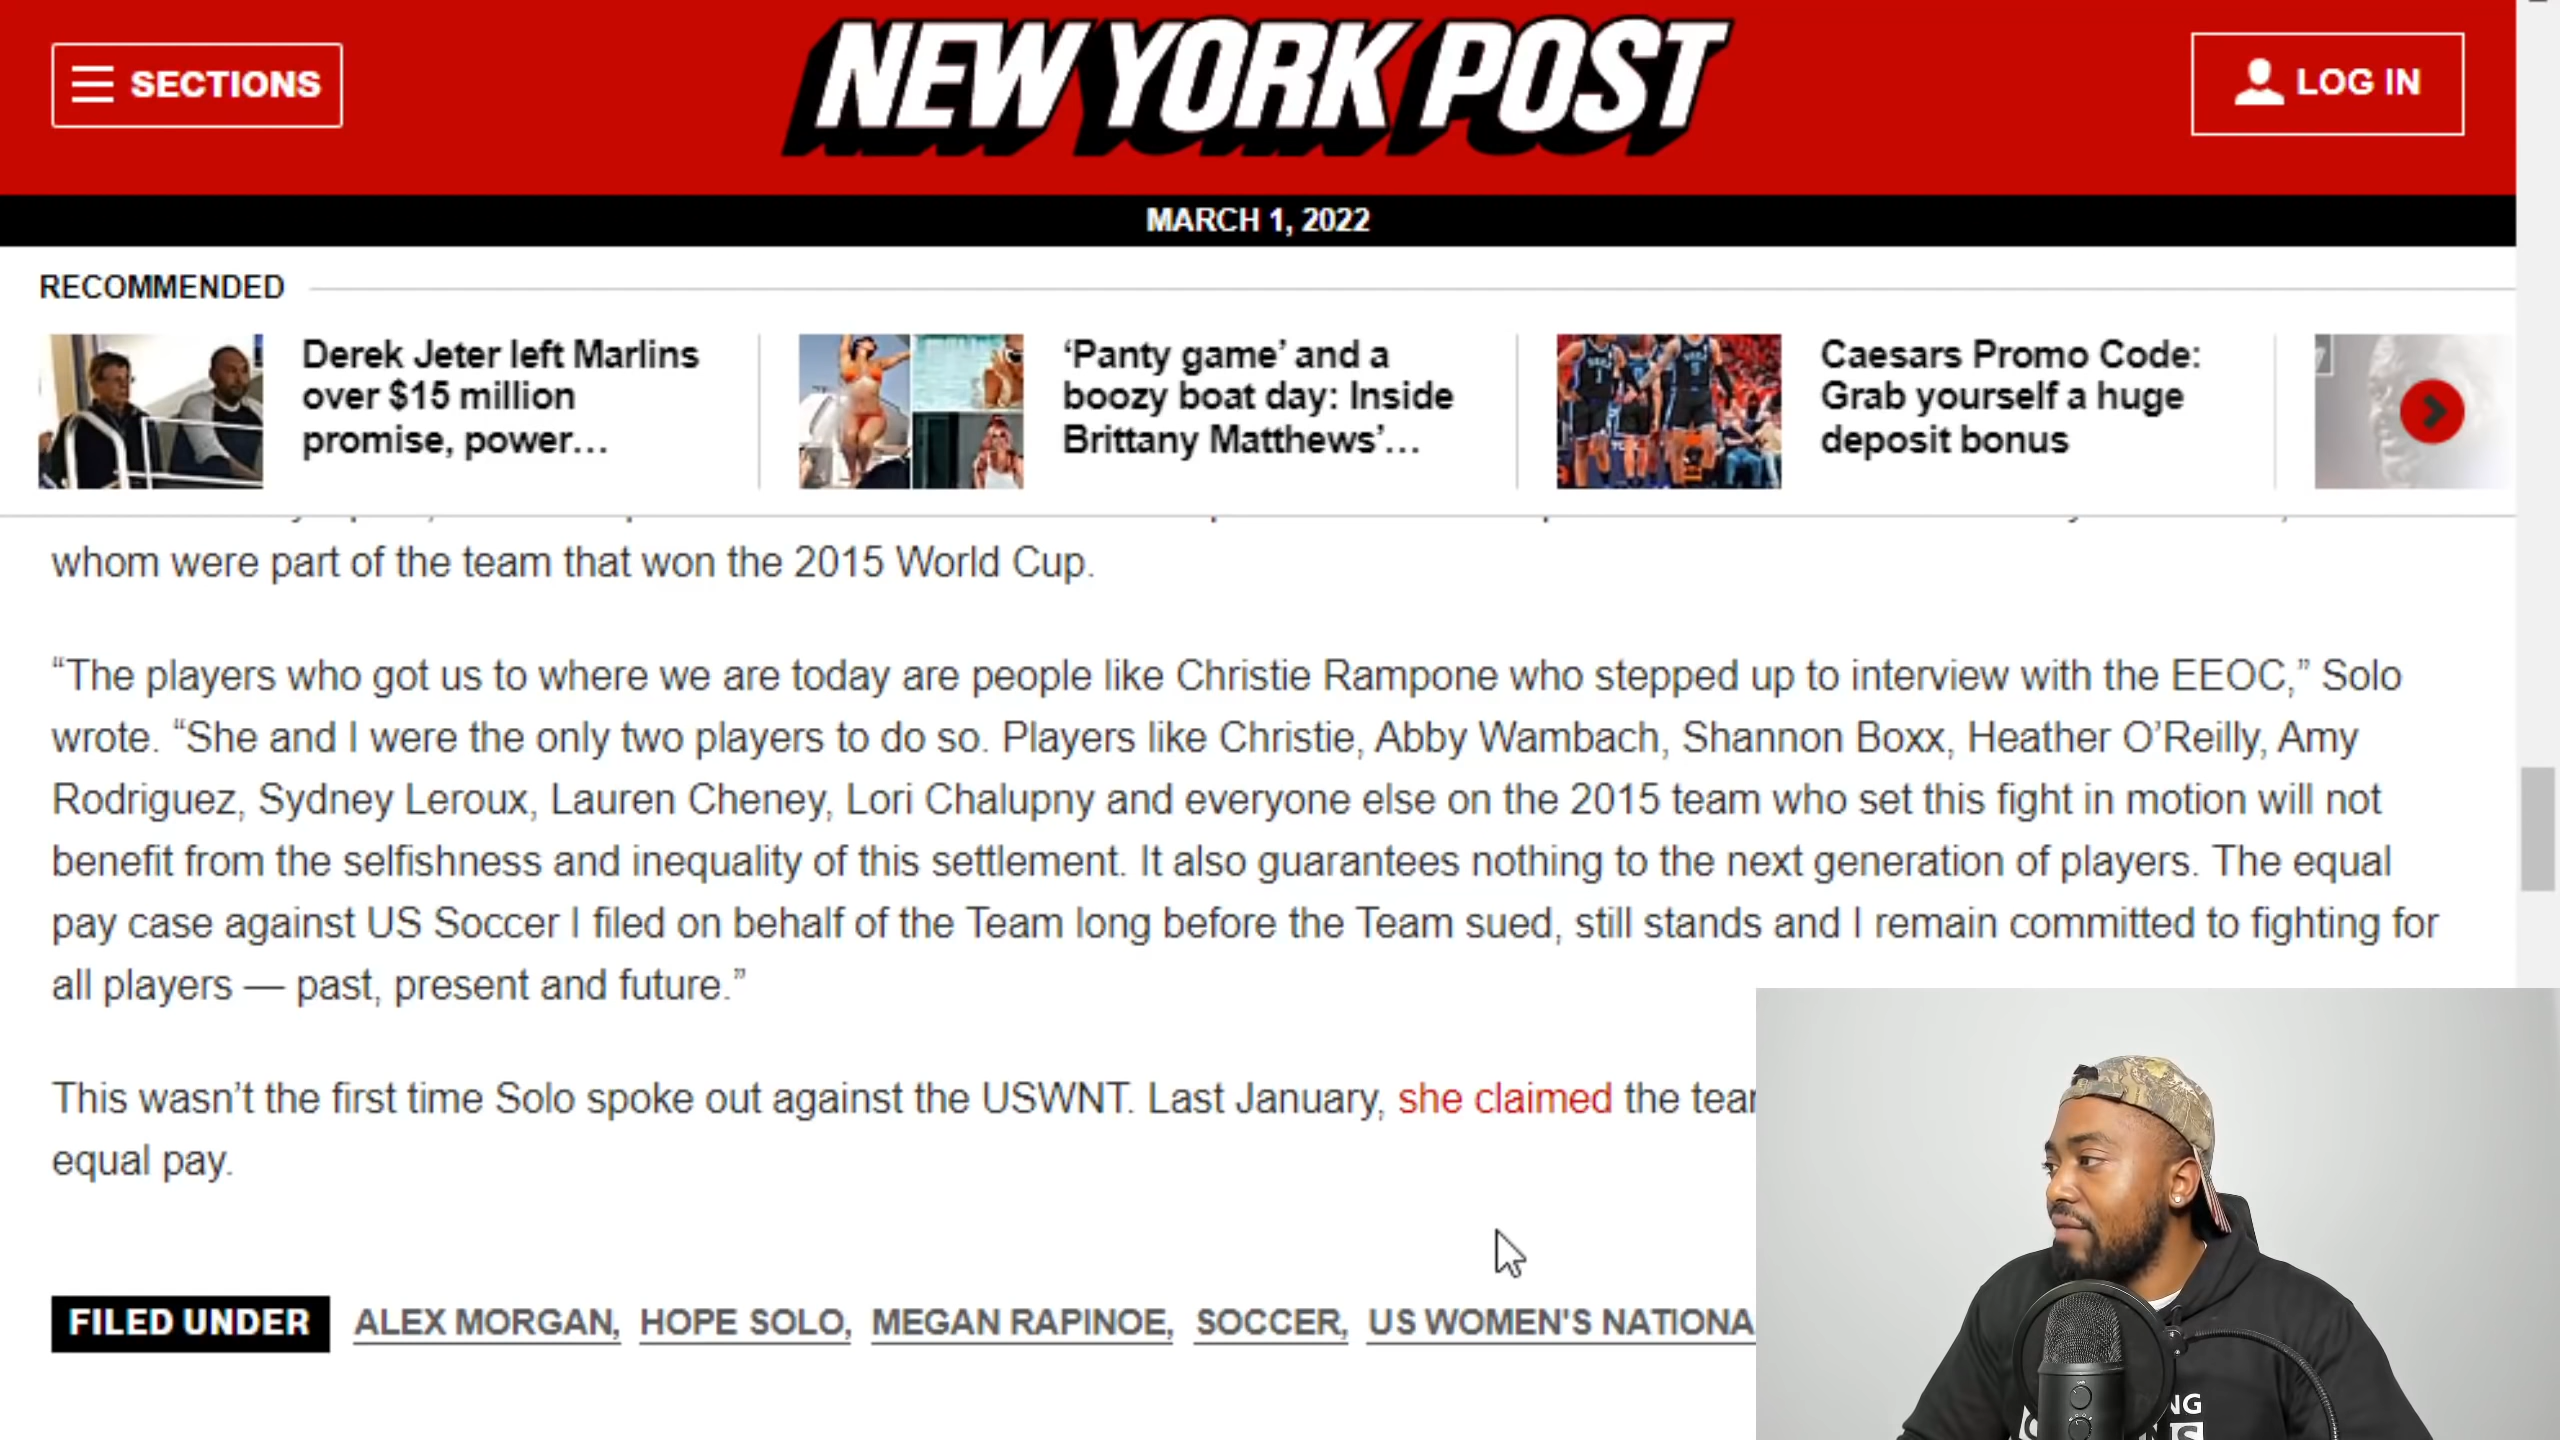 SECTIONS
NEW YORK POST
LOG IN
MARCH 1, 2022
RECOMMENDED
Derek Jeter left Marlins
over $15 million
promise, power...
‘Panty game’ and a
boozy boat day: Inside
Brittany Matthews’...
Caesars Promo Code:
Grab yourself a huge
deposit bonus
whom were part of the team that won the 2015 World Cup.
“The players who got us to where we are today are people like Christie Rampone who stepped up to interview with the EEOC,” Solo
wrote. “She and I were the only two players to do so. Players like Christie, Abby Wambach, Shannon Boxx, Heather O’Reilly, Amy
Rodriguez, Sydney Leroux, Lauren Cheney, Lori Chalupny and everyone else on the 2015 team who set this fight in motion will not
benefit from the selfishness and inequality of this settlement. It also guarantees nothing to the next generation of players. The equal
pay case against US Soccer I filed on behalf of the Team long before the Team sued, still stands and I remain committed to fighting for
all players — past, present and future.”
This wasn’t the first time Solo spoke out against the USWNT. Last January, she claimed the
equal pay.
FILED UNDER ALEX MORGAN, HOPE SOLO, MEGAN RAPINOE, SOCCER, US WOMEN'S NATIONA